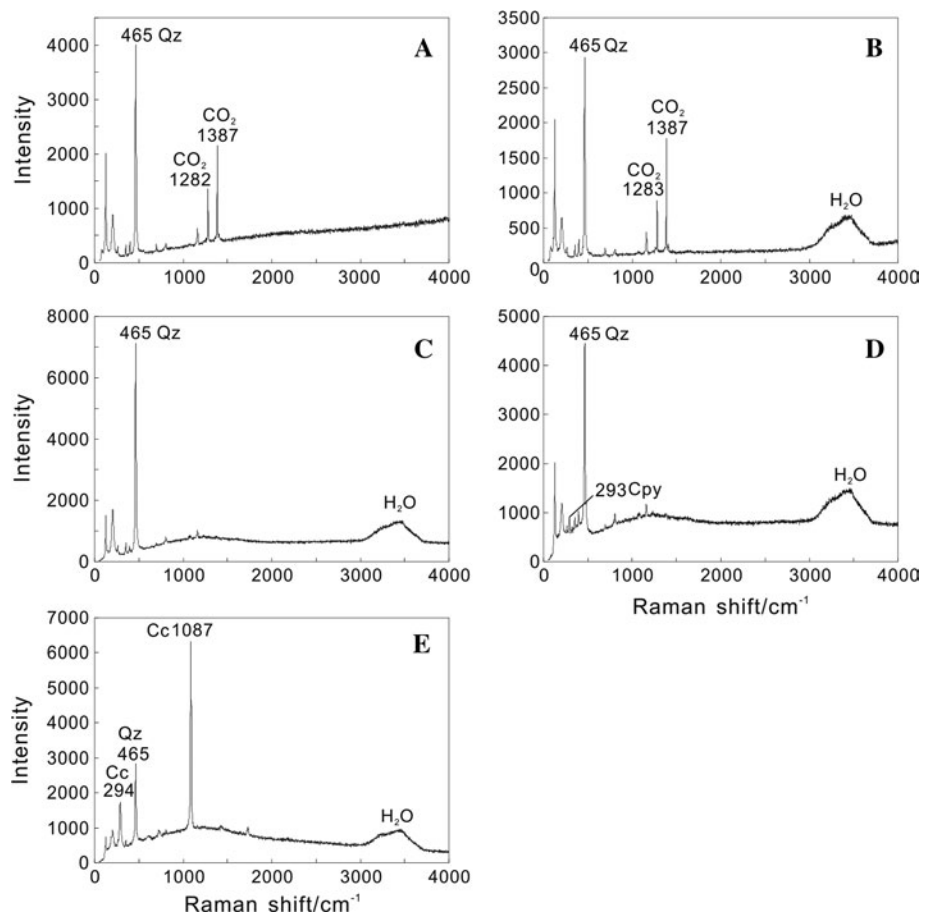 A
465 Qz
CO₂
1387
CO₂
1282
Intensity
4000
3000
2000
1000
0
0 1000 2000 3000 4000
B
465 Qz
CO₂
1387
CO₂
1283
H₂O
3500
3000
2500
2000
1500
1000
500
0
0 1000 2000 3000 4000
C
465 Qz
H₂O
Intensity
8000
6000
4000
2000
0
0 1000 2000 3000 4000
D
465 Qz
293Cpy
H₂O
5000
4000
3000
2000
1000
0
0 1000 2000 3000 4000
Raman shift/cm⁻¹
E
Cc1087
Qz
465
Cc
294
H₂O
Intensity
7000
6000
5000
4000
3000
2000
1000
0
0 1000 2000 3000 4000
Raman shift/cm⁻¹